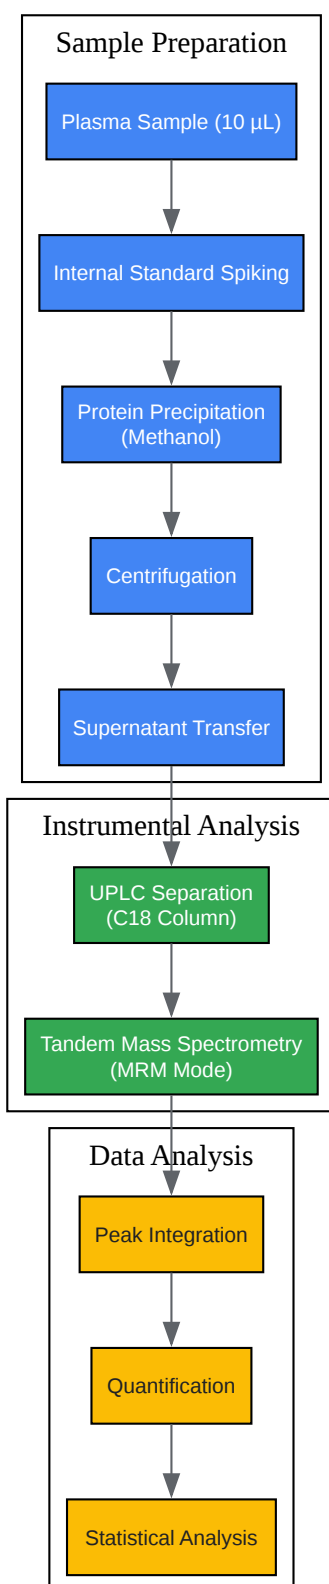 Sample Preparation
Plasma Sample (10 µL)
Internal Standard Spiking
Protein Precipitation
(Methanol)
Centrifugation
Supernatant Transfer
Instrumental Analysis
UPLC Separation
(C18 Column)
Tandem Mass Spectrometry
(MRM Mode)
Data Analysis
Peak Integration
Quantification
Statistical Analysis